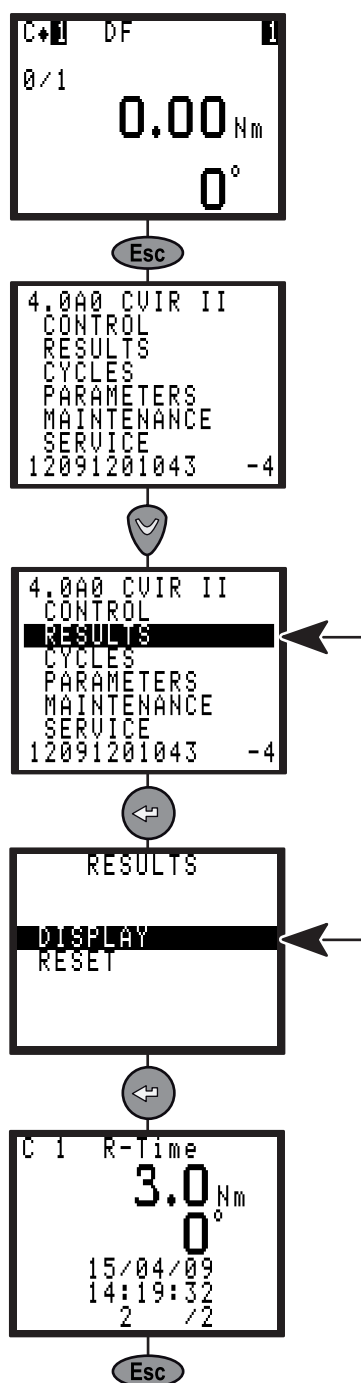 C♦1 DF 1
0/1
0.00 Nm
0°
Esc
4.0A0 CVIR II
CONTROL
RESULTS
CYCLES
PARAMETERS
MAINTENANCE
SERVICE
12091201043 -4
4.0A0 CVIR II
CONTROL
RESULTS
CYCLES
PARAMETERS
MAINTENANCE
SERVICE
12091201043 -4
RESULTS
DISPLAY
RESET
C 1 R-Time
3.0 Nm
0°
15/04/09
14:19:32
2 /2
Esc